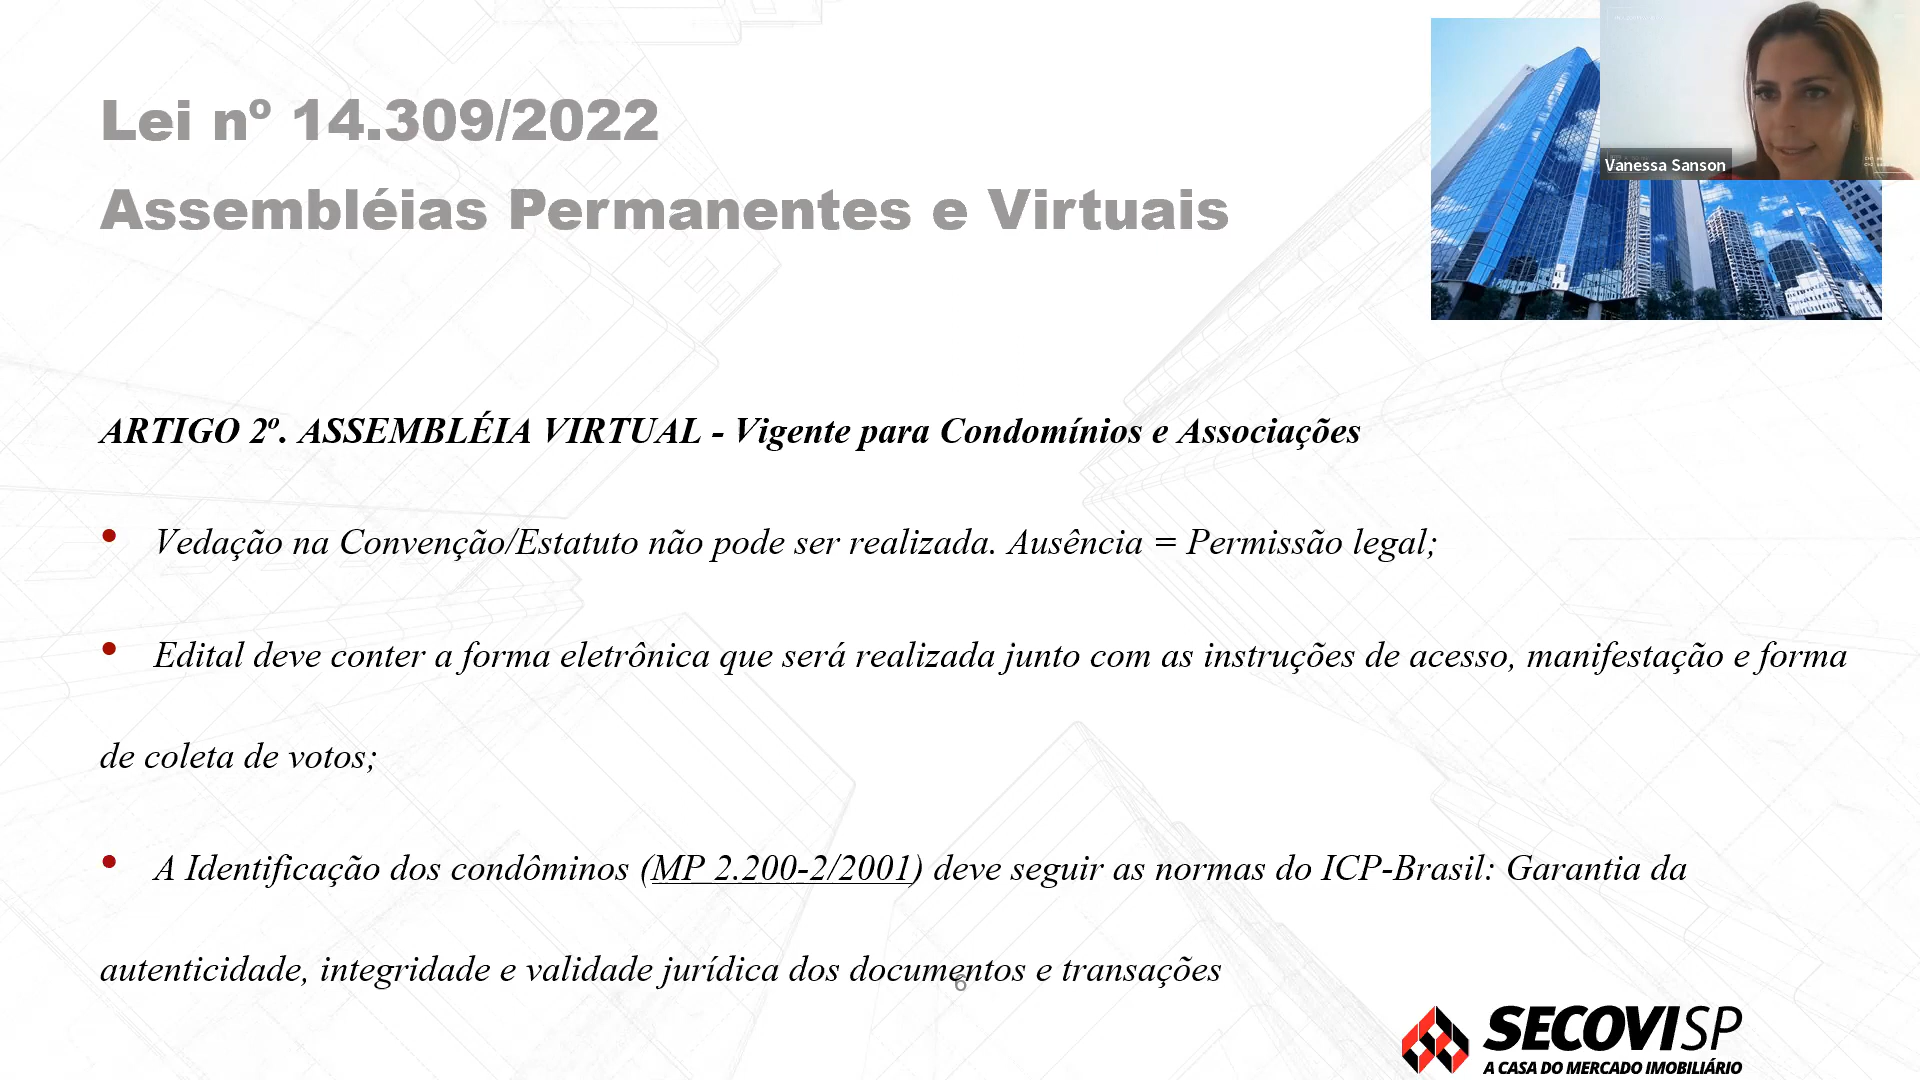 Lei nº 14.309/2022
Assembléias Permanentes e Virtuais
Vanessa Sanson
ARTIGO 2º. ASSEMBLÉIA VIRTUAL - Vigente para Condomínios e Associações
• Vedação na Convenção/Estatuto não pode ser realizada. Ausência = Permissão legal;
• Edital deve conter a forma eletrônica que será realizada junto com as instruções de acesso, manifestação e forma
de coleta de votos;
• A Identificação dos condôminos (MP 2.200-2/2001) deve seguir as normas do ICP-Brasil: Garantia da
autenticidade, integridade e validade jurídica dos documentos e transações
6
SECOVISP
A CASA DO MERCADO IMOBILIÁRIO